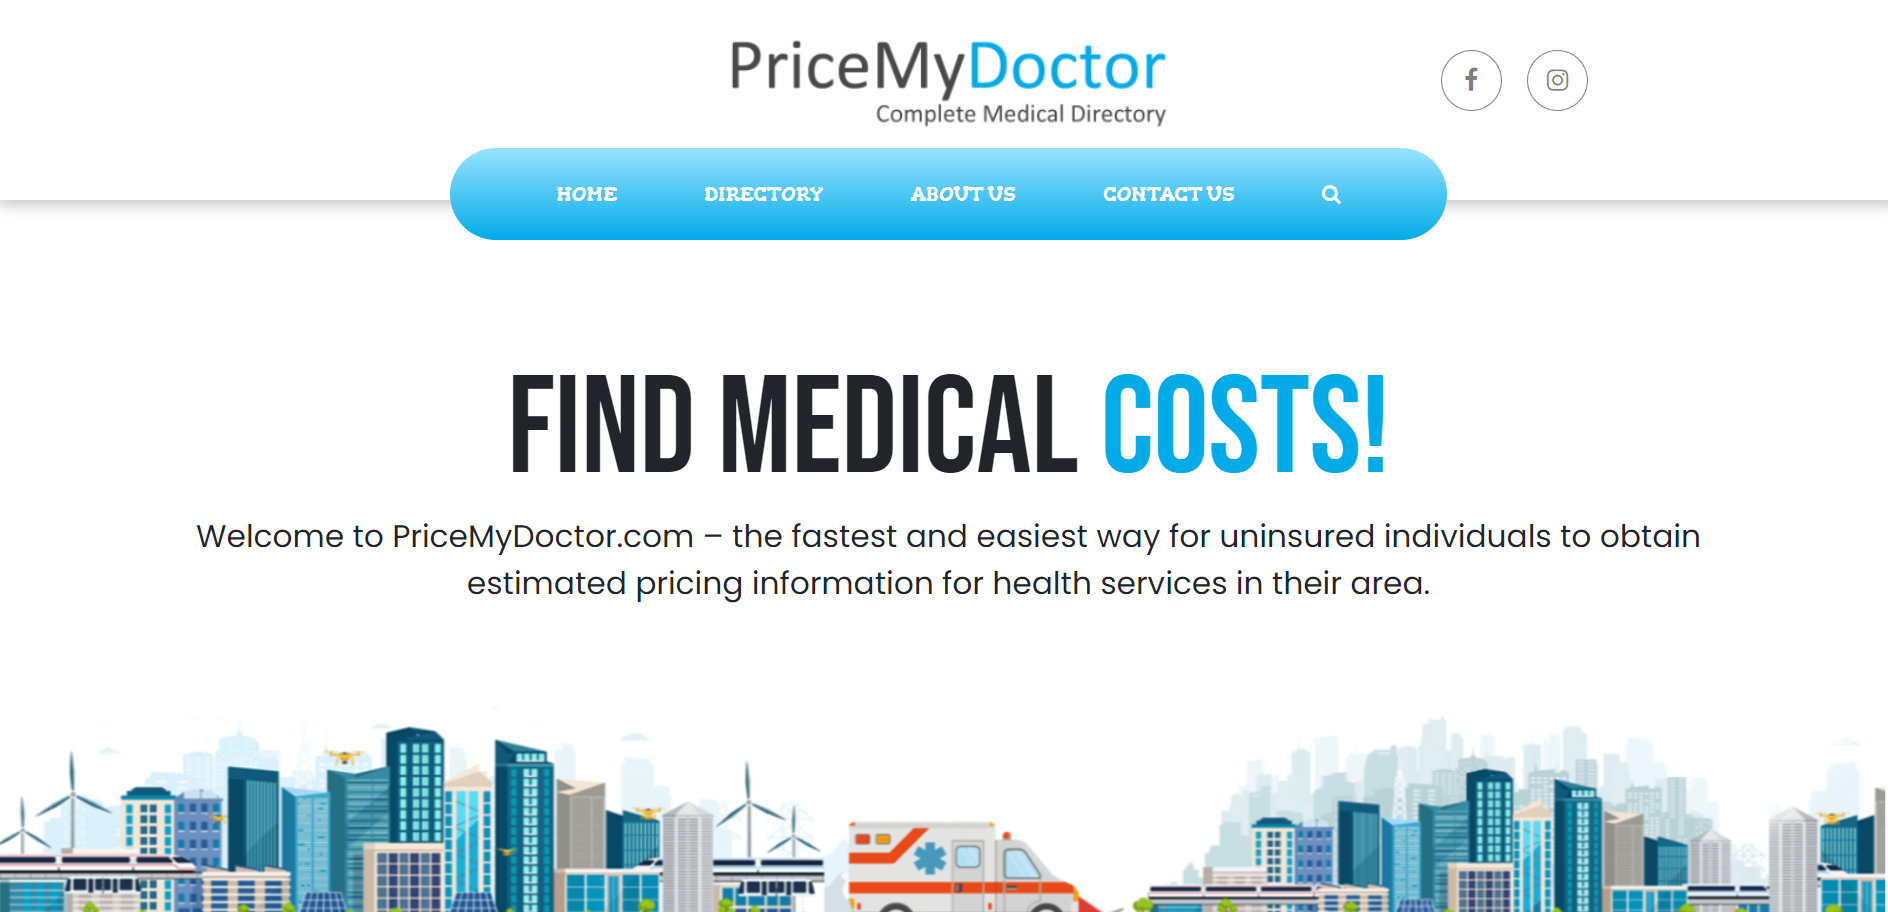 PriceMyDoctor
Complete Medical Directory
HOME DIRECTORY ABOUT US CONTACT US
FIND MEDICAL COSTS!
Welcome to PriceMyDoctor.com – the fastest and easiest way for uninsured individuals to obtain
estimated pricing information for health services in their area.